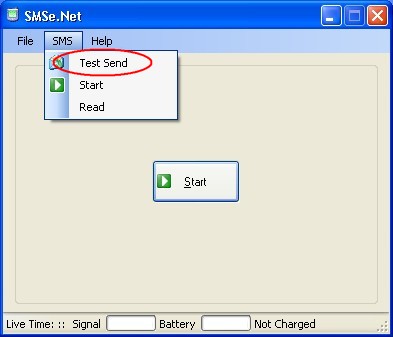 SMSe.Net
File SMS Help
Test Send
Start
Read
Start
Live Time: :: Signal Battery Not Charged